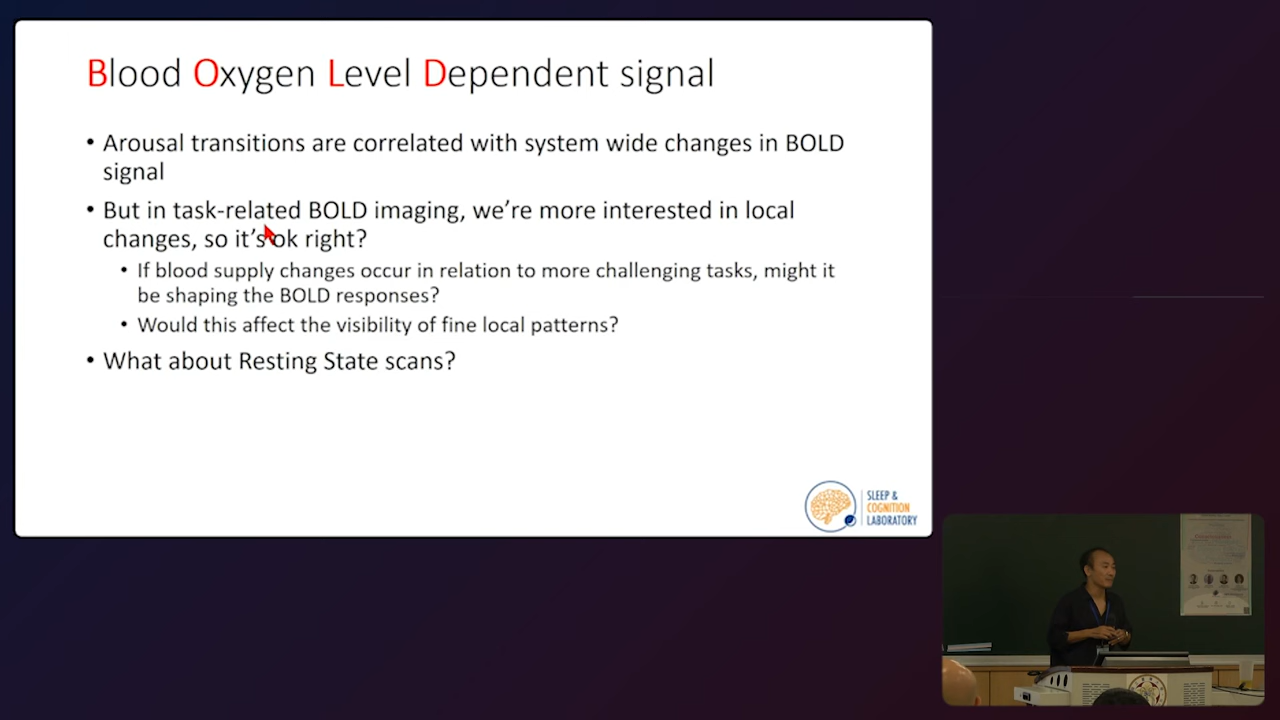 Blood Oxygen Level Dependent signal
• Arousal transitions are correlated with system wide changes in BOLD
signal
• But in task-related BOLD imaging, we’re more interested in local
changes, so it’s ok right?
• If blood supply changes occur in relation to more challenging tasks, might it
be shaping the BOLD responses?
• Would this affect the visibility of fine local patterns?
• What about Resting State scans?
SLEEP &
COGNITION
LABORATORY